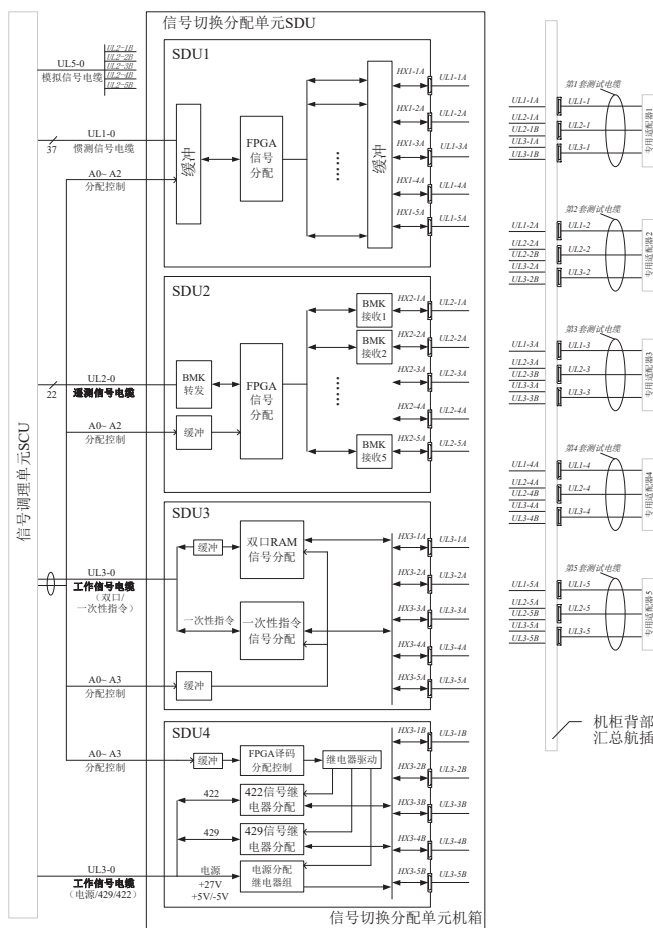 信号切换分配单元SDU
UL5-0
模拟信号电缆
UL2-1B
UL2-2B
UL2-3B
UL2-4B
UL2-5B
SDU1
UL1-0
37
惯测信号电缆
A0~ A2
分配控制
缓冲
FPGA
信号
分配
缓冲
HX1-1A
UL1-1A
HX1-2A
UL1-2A
HX1-3A
UL1-3A
HX1-4A
UL1-4A
HX1-5A
UL1-5A
SDU2
UL2-0
22
遥测信号电缆
A0~ A2
分配控制
BMK
转发
缓冲
FPGA
信号
分配
BMK
接收1
BMK
接收2
BMK
接收5
HX2-1A
UL2-1A
HX2-2A
UL2-2A
HX2-3A
UL2-3A
HX2-4A
UL2-4A
HX2-5A
UL2-5A
信号调理单元SCU
SDU3
UL3-0
工作信号电缆
（双口/
一次性指令）
A0~ A3
分配控制
缓冲
双口RAM
信号分配
一次性指令
一次性指令
信号分配
缓冲
HX3-1A
UL3-1A
HX3-2A
UL3-2A
HX3-3A
UL3-3A
HX3-4A
UL3-4A
HX3-5A
UL3-5A
SDU4
A0~ A3
分配控制
缓冲
FPGA译码
分配控制
继电器驱动
422
422信号继
电器分配
429
429信号继
电器分配
UL3-0
工作信号电缆
（电源/429/422）
电源
+27V
+5V/-5V
电源分配
继电器组
HX3-1B
UL3-1B
HX3-2B
UL3-2B
HX3-3B
UL3-3B
HX3-4B
UL3-4B
HX3-5B
UL3-5B
信号切换分配单元机箱
第1套测试电缆
UL1-1A
UL2-1A
UL2-1B
UL3-1A
UL3-1B
UL1-1
UL2-1
UL3-1
专用适配器1
第2套测试电缆
UL1-2A
UL2-2A
UL2-2B
UL3-2A
UL3-2B
UL1-2
UL2-2
UL3-2
专用适配器2
第3套测试电缆
UL1-3A
UL2-3A
UL2-3B
UL3-3A
UL3-3B
UL1-3
UL2-3
UL3-3
专用适配器3
第4套测试电缆
UL1-4A
UL2-4A
UL2-4B
UL3-4A
UL3-4B
UL1-4
UL2-4
UL3-4
专用适配器4
第5套测试电缆
UL1-5A
UL2-5A
UL2-5B
UL3-5A
UL3-5B
UL1-5
UL2-5
UL3-5
专用适配器5
机柜背部
汇总航插